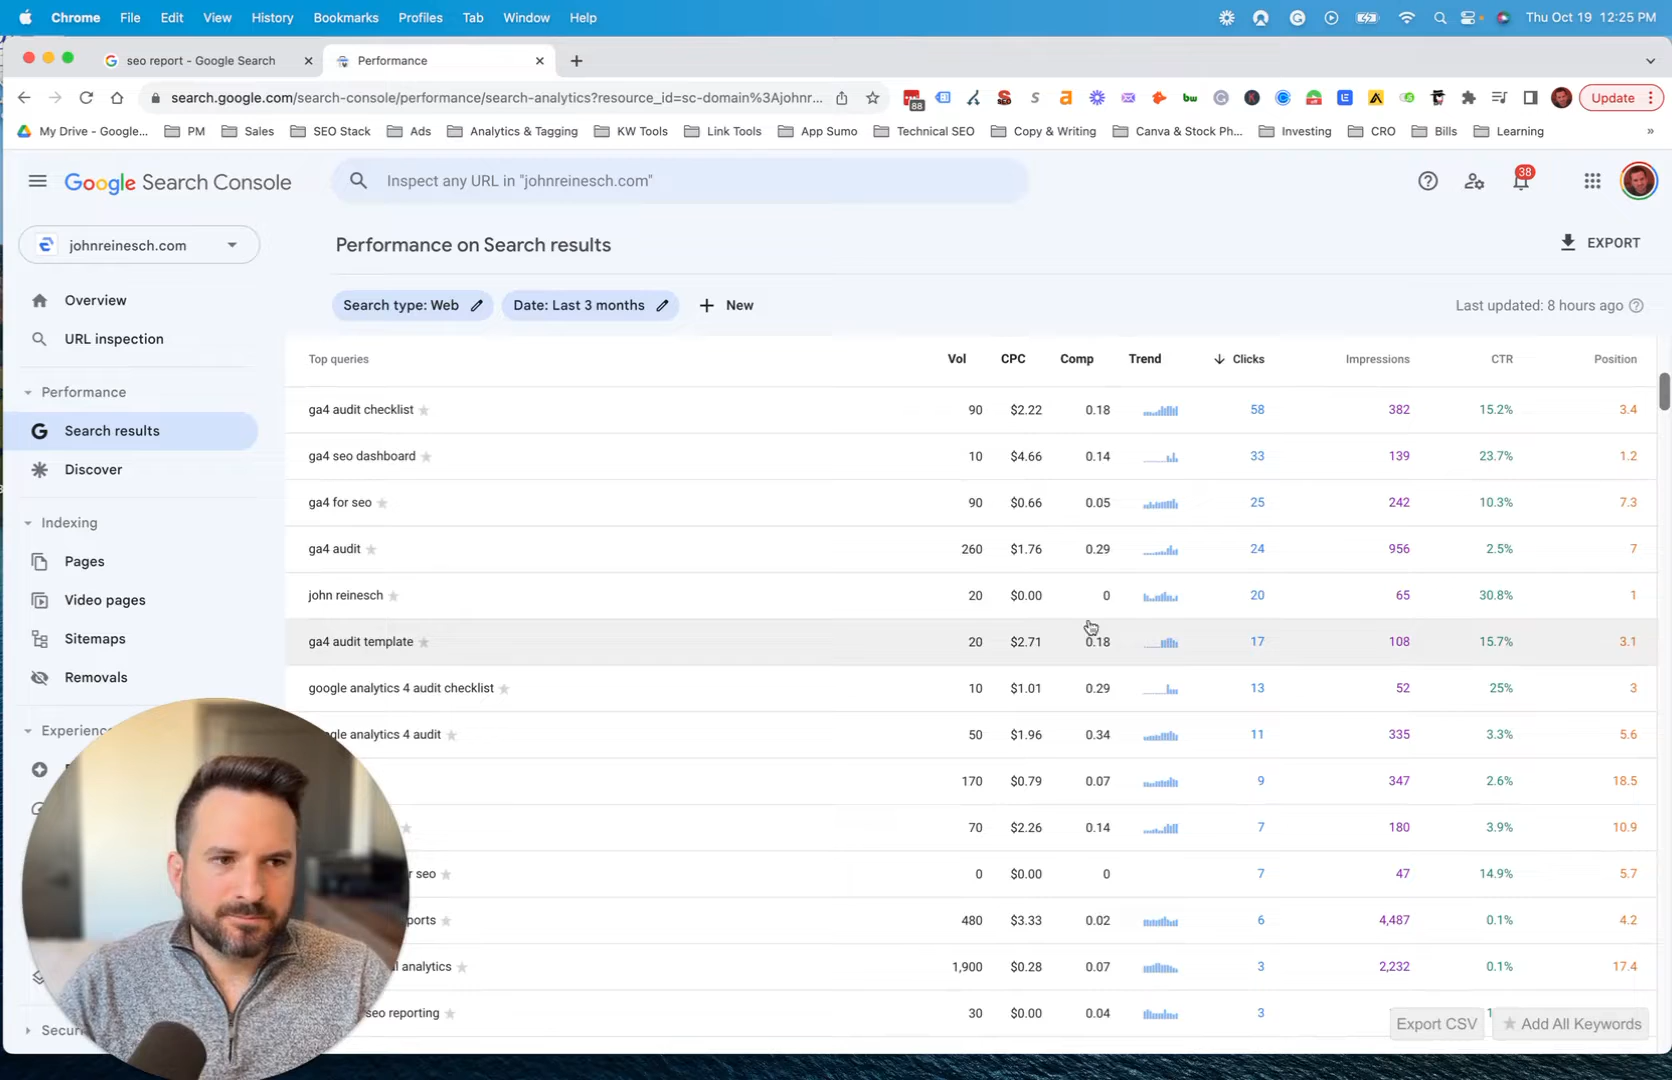 Chrome File Edit View History Bookmarks Profiles Tab Window Help Thu Oct 19 12:25 PM
seo report - Google Search Performance
search.google.com/search-console/performance/search-analytics?resource_id=sc-domain%3Ajohnr... 88 Update
My Drive - Google... PM Sales SEO Stack Ads Analytics & Tagging KW Tools Link Tools App Sumo Technical SEO Copy & Writing Canva & Stock Ph... Investing CRO Bills Learning »
Google Search Console Inspect any URL in "johnreinesch.com" 38
johnreinesch.com Performance on Search results EXPORT
Overview Search type: Web Date: Last 3 months + New Last updated: 8 hours ago
URL inspection
Performance
Search results
Discover
Indexing
Pages
Video pages
Sitemaps
Removals
Experienc
Secur
Top queries Vol CPC Comp Trend Clicks Impressions CTR Position
ga4 audit checklist 90 $2.22 0.18 58 382 15.2% 3.4
ga4 seo dashboard 10 $4.66 0.14 33 139 23.7% 1.2
ga4 for seo 90 $0.66 0.05 25 242 10.3% 7.3
ga4 audit 260 $1.76 0.29 24 956 2.5% 7
john reinesch 20 $0.00 0 20 65 30.8% 1
ga4 audit template 20 $2.71 0.18 17 108 15.7% 3.1
google analytics 4 audit checklist 10 $1.01 0.29 13 52 25% 3
gle analytics 4 audit 50 $1.96 0.34 11 335 3.3% 5.6
170 $0.79 0.07 9 347 2.6% 18.5
70 $2.26 0.14 7 180 3.9% 10.9
r seo 0 $0.00 0 7 47 14.9% 5.7
ports 480 $3.33 0.02 6 4,487 0.1% 4.2
l analytics 1,900 $0.28 0.07 3 2,232 0.1% 17.4
seo reporting 30 $0.00 0.04 3
Export CSV Add All Keywords